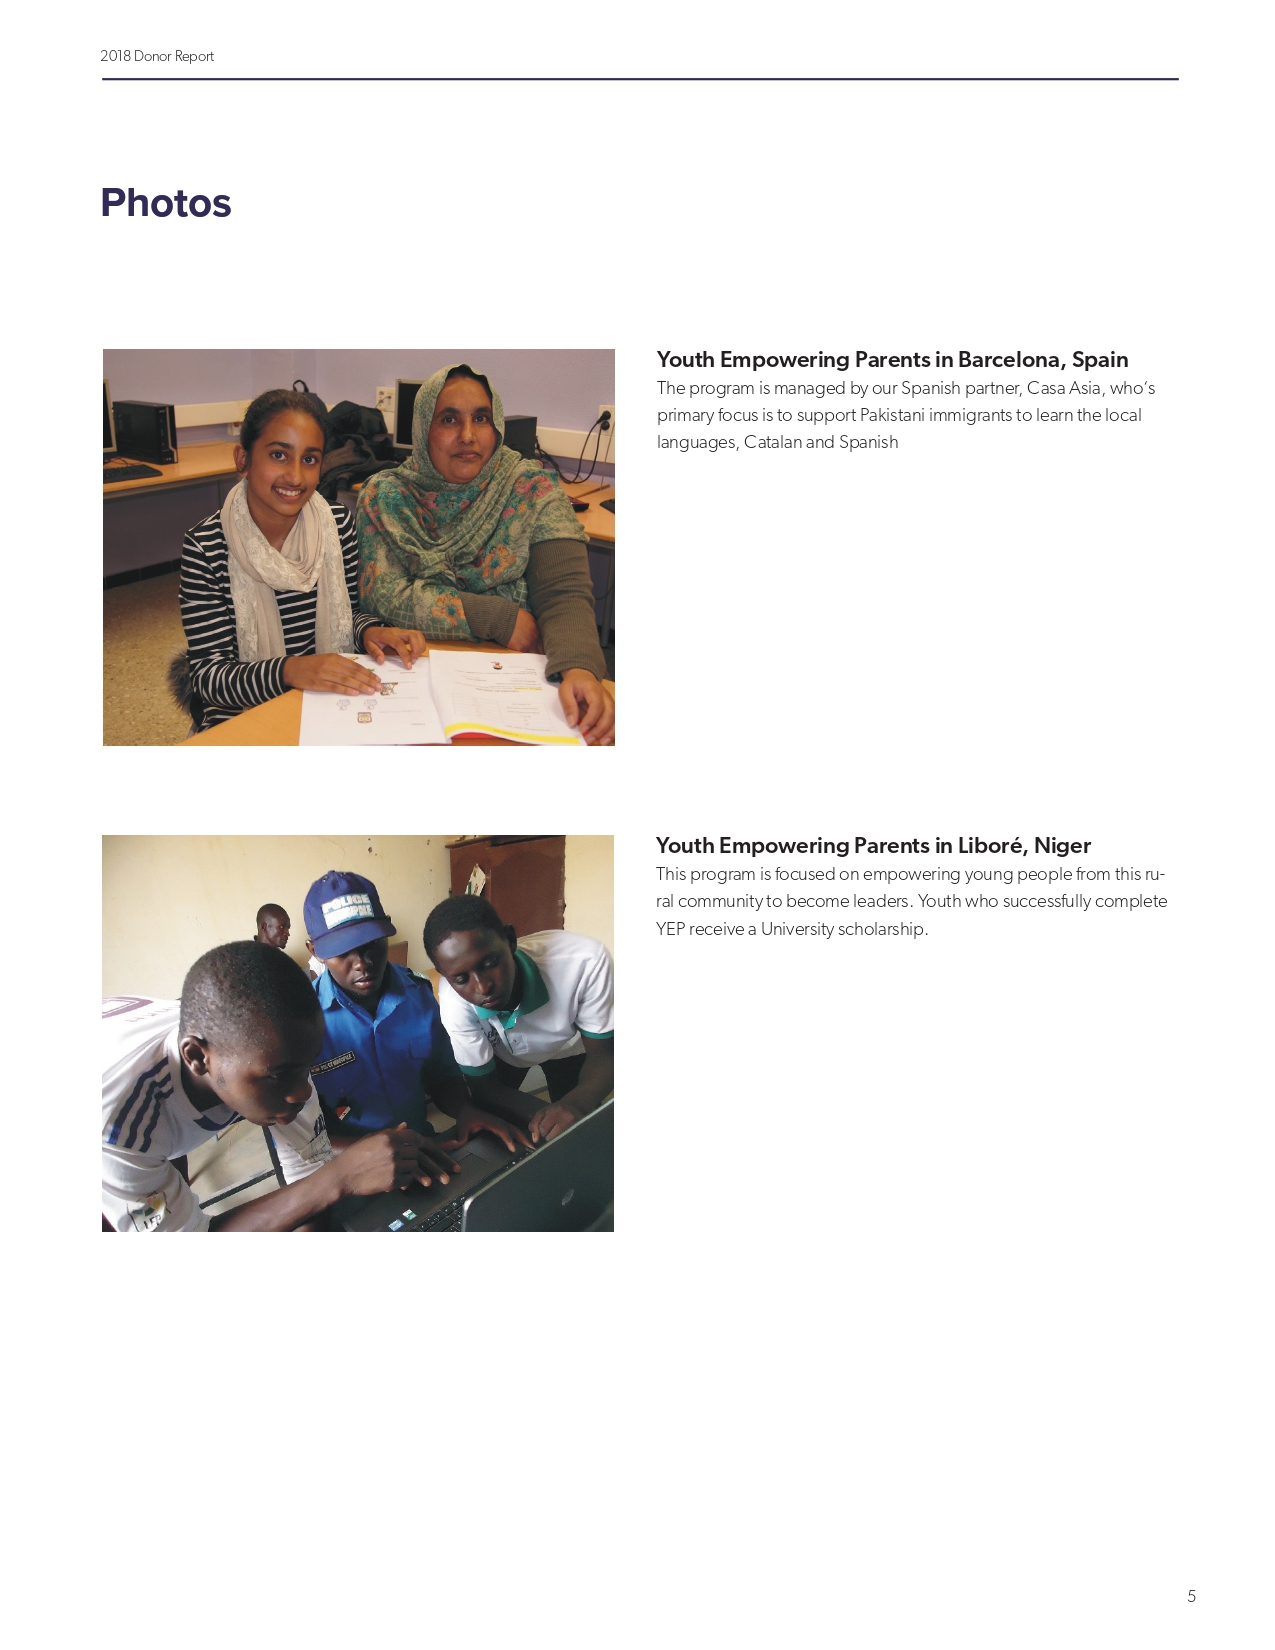 2018 Donor Report
Photos
Youth Empowering Parents in Barcelona, Spain
The program is managed by our Spanish partner, Casa Asia, who's
primary focus is to support Pakistani immigrants to learn the local
languages, Catalan and Spanish
Youth Empowering Parents in Liboré, Niger
This program is focused on empowering young people from this ru-
ral community to become leaders. Youth who successfully complete
YEP receive a University scholarship.
POLICE
5